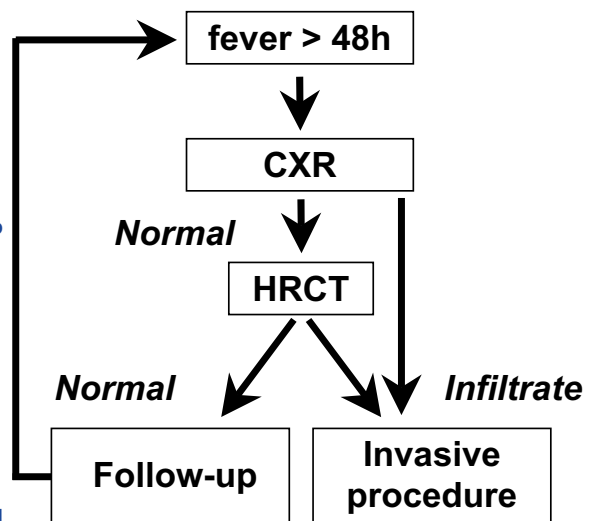 fever > 48h
CXR
Normal
HRCT
Normal
Infiltrate
Follow-up
Invasive
procedure